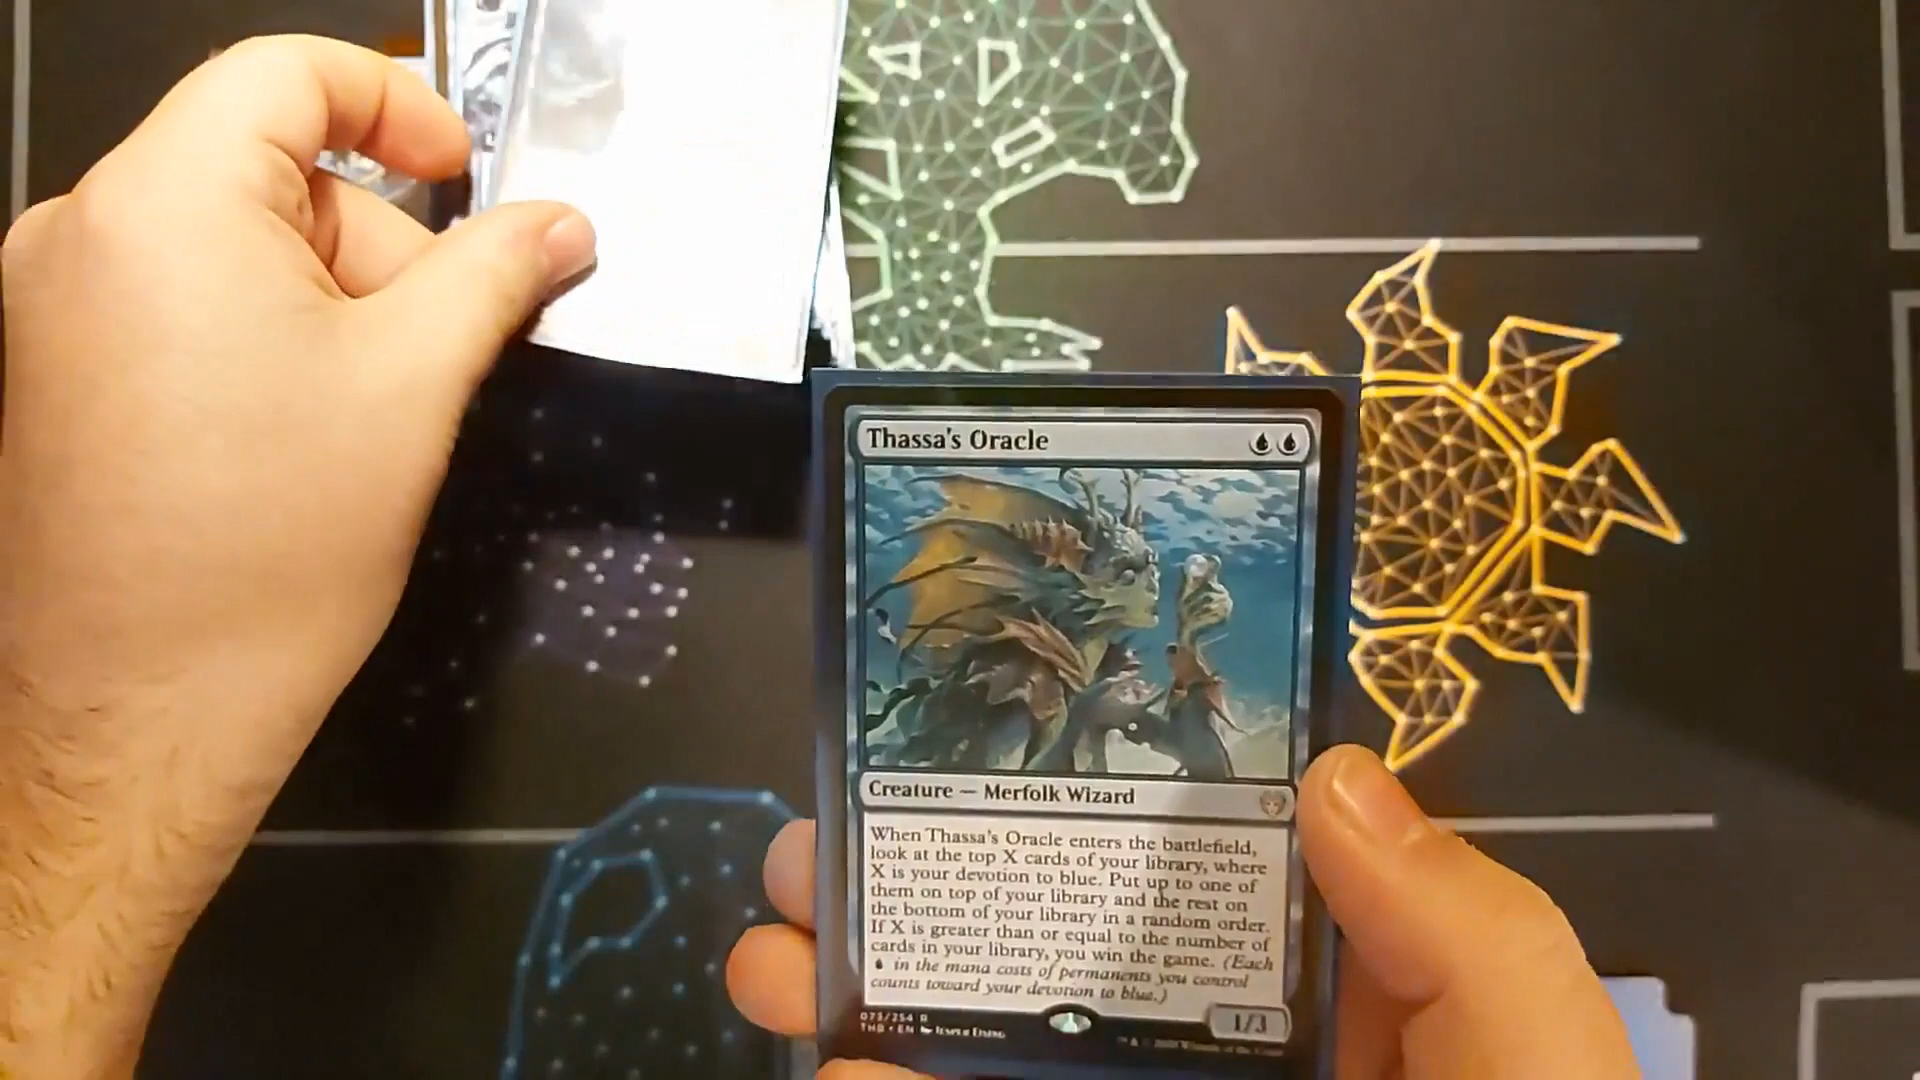 Thassa's Oracle
Creature — Merfolk Wizard
When Thassa's Oracle enters the battlefield,
look at the top X cards of your library, where
X is your devotion to blue. Put up to one of
them on top of your library and the rest on
the bottom of your library in a random order.
If X is greater than or equal to the number of
cards in your library, you win the game. (Each
in the mana costs of permanents you control
counts toward your devotion to blue.)
1/3
073/254 R
THB • EN